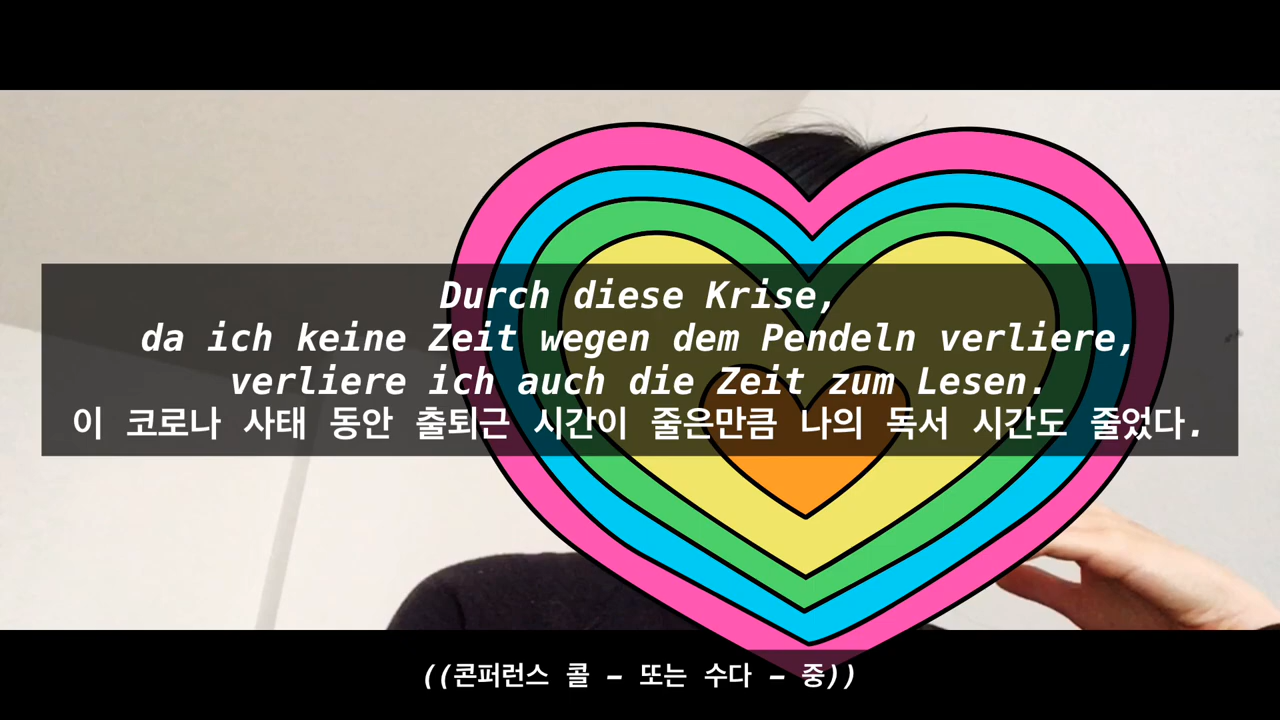 Durch diese Krise,
da ich keine Zeit wegen dem Pendeln verliere,
verliere ich auch die Zeit zum Lesen.
이 코로나 사태 동안 출퇴근 시간이 줄은만큼 나의 독서 시간도 줄었다.
((콘퍼런스 콜 – 또는 수다 – 중))